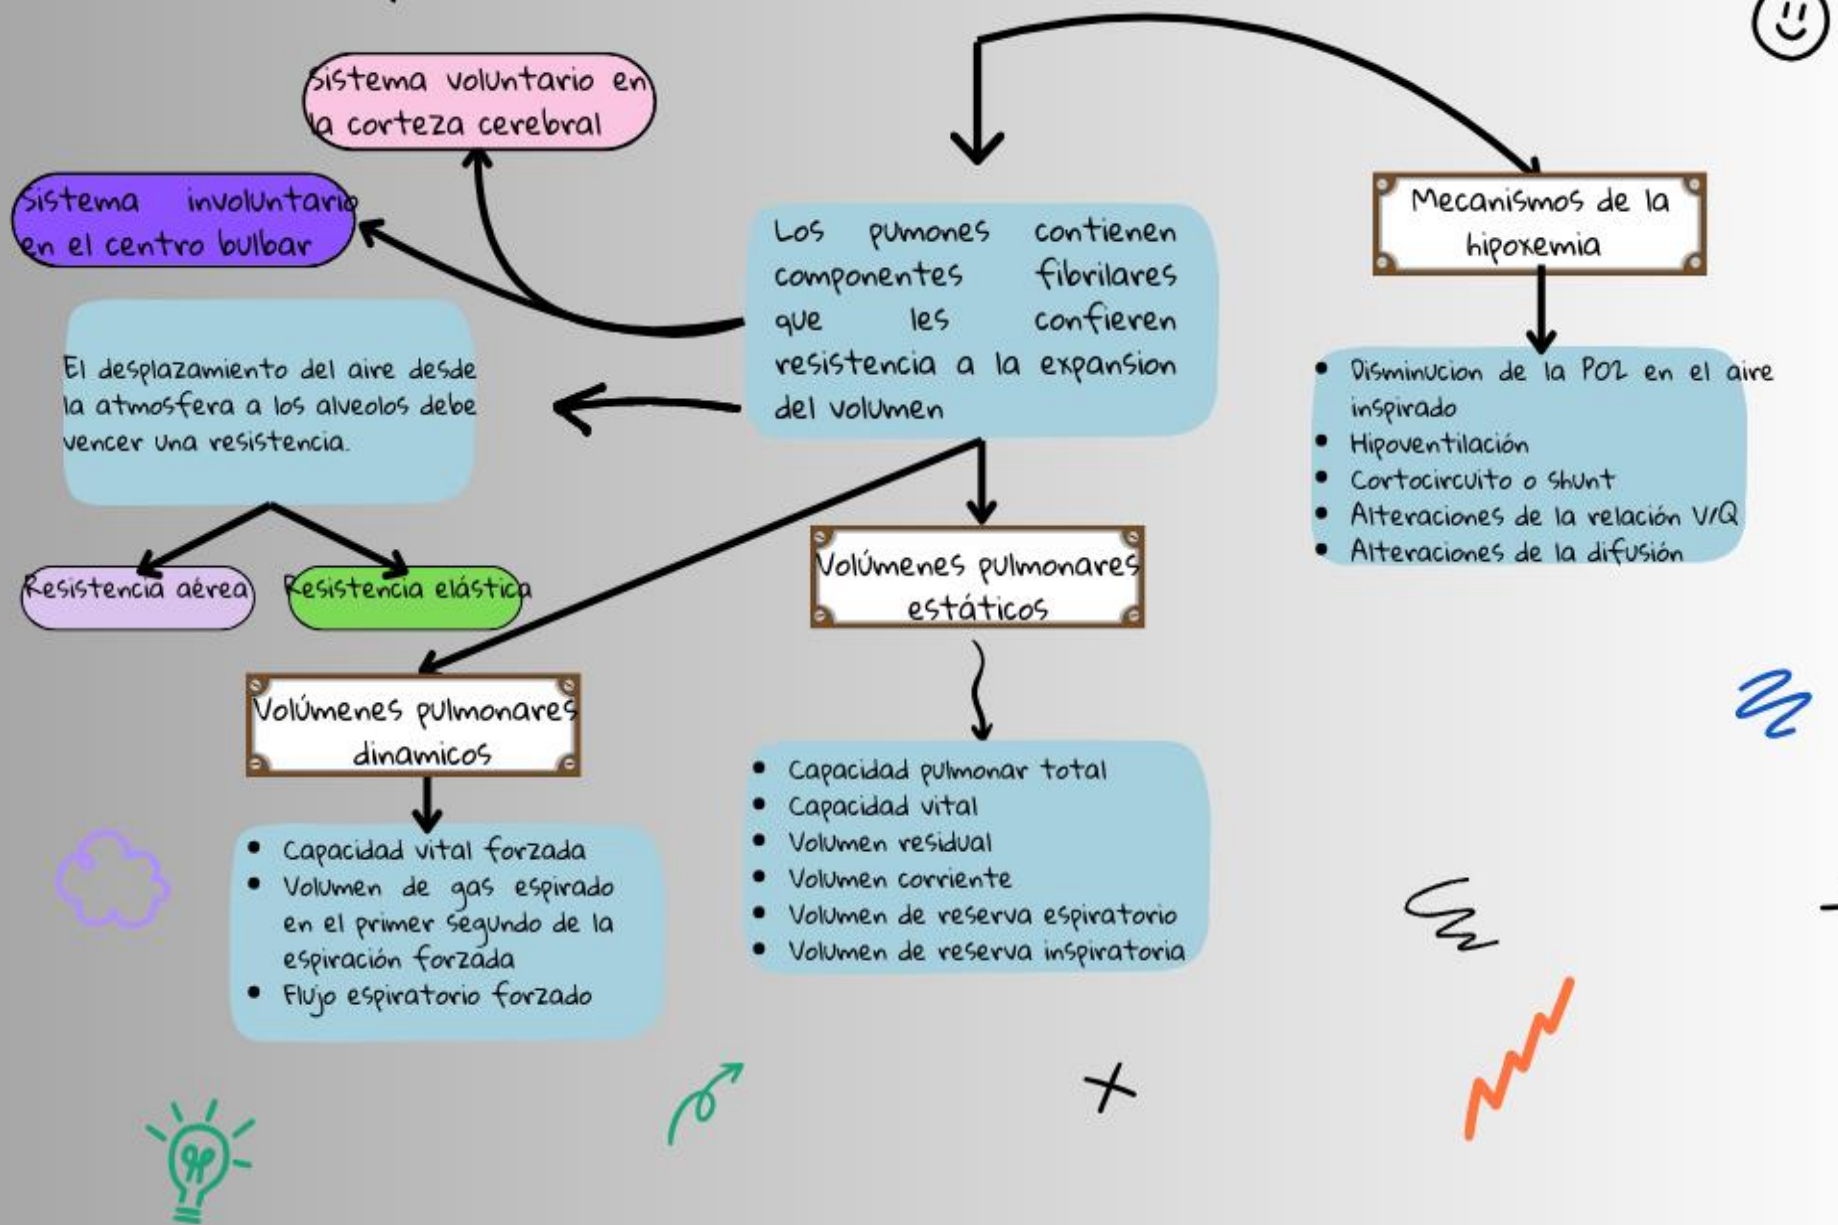 Sistema voluntario en
la corteza cerebral
Sistema involuntario
en el centro bulbar
Los pumones contienen
componentes fibrilares
que les confieren
resistencia a la expansion
del volumen
Mecanismos de la
hipoxemia
El desplazamiento del aire desde
la atmosfera a los alveolos debe
vencer una resistencia.
• Disminucion de la PO2 en el aire
inspirado
• Hipoventilación
• Cortocircuito o shunt
• Alteraciones de la relación V/Q
• Alteraciones de la difusión
Resistencia aérea
Resistencia elástica
Volúmenes pulmonares
estáticos
Volúmenes pulmonares
dinamicos
• Capacidad pulmonar total
• Capacidad vital
• Volumen residual
• Volumen corriente
• Volumen de reserva espiratorio
• Volumen de reserva inspiratoria
• Capacidad vital forzada
• Volumen de gas espirado
en el primer segundo de la
espiración forzada
• Flujo espiratorio forzado